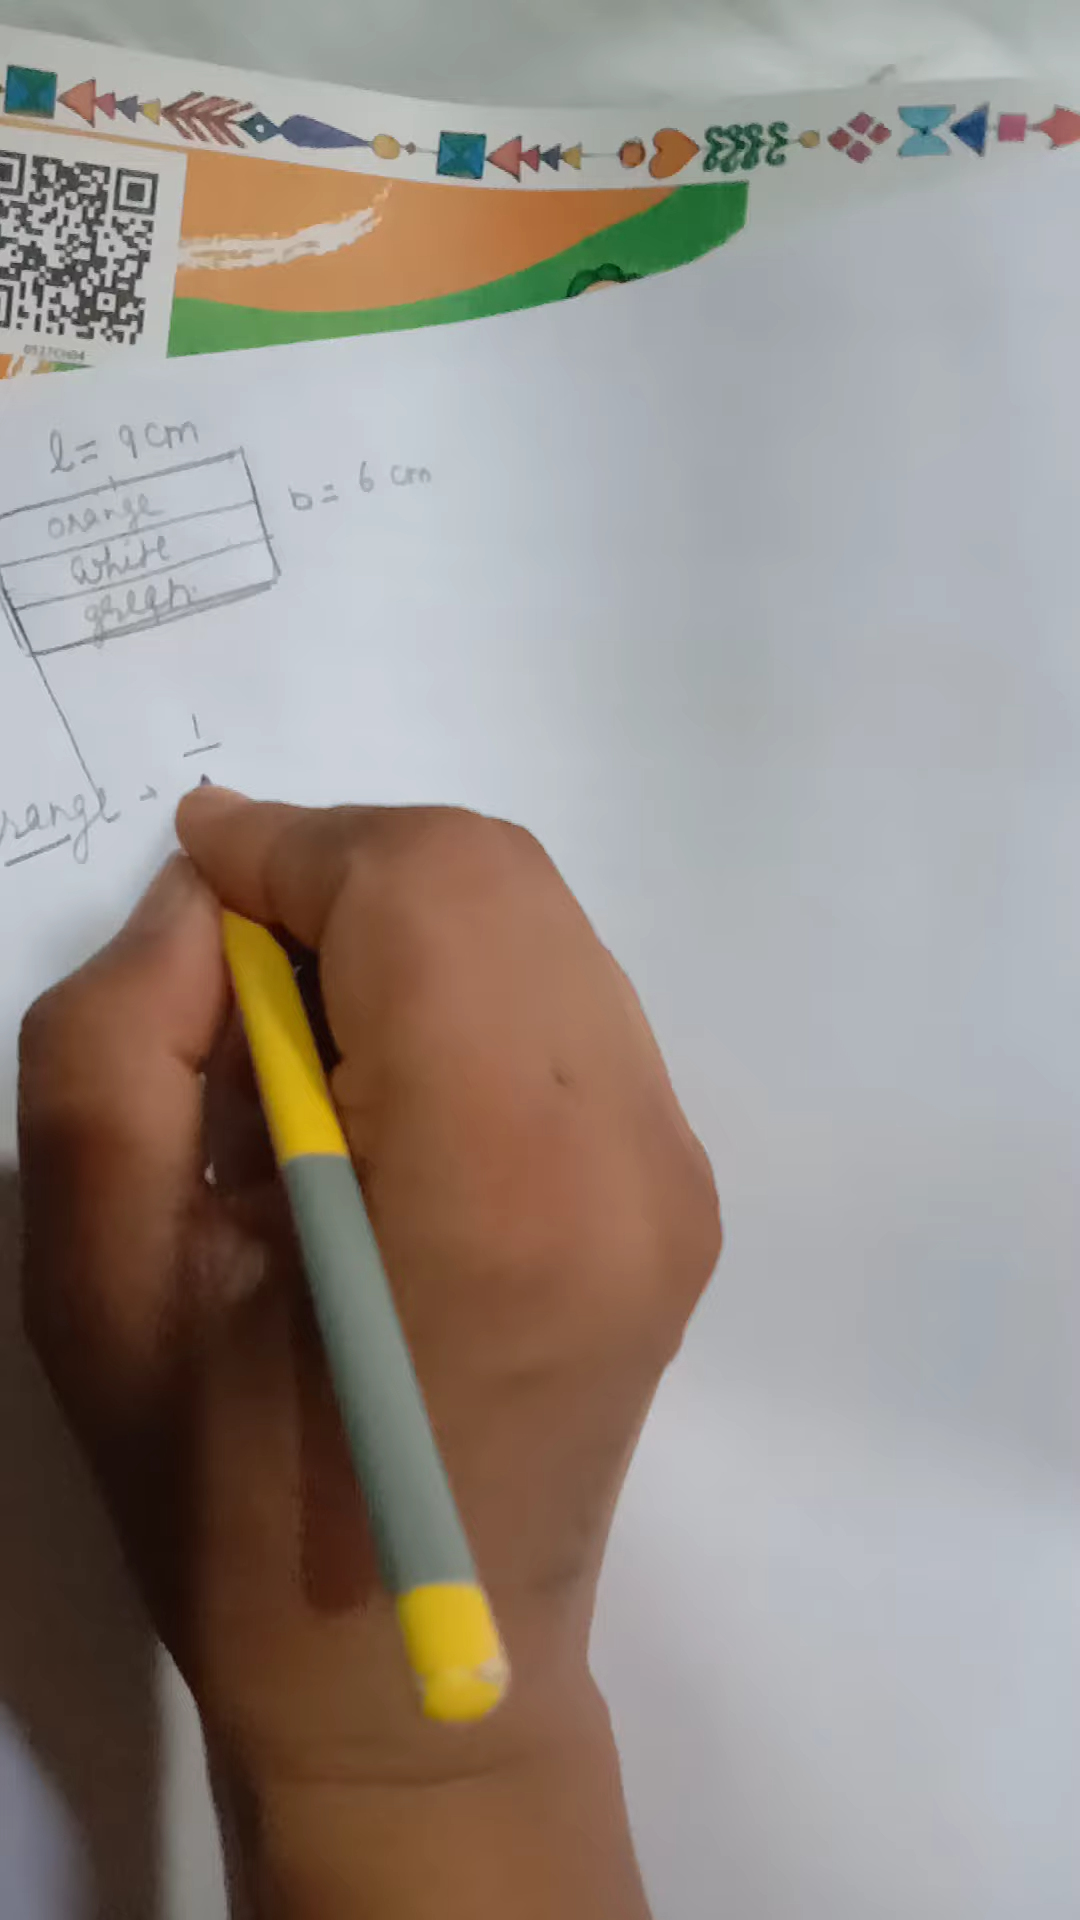 l = 9 cm
b = 6 cm
orange
white
green
1
range →